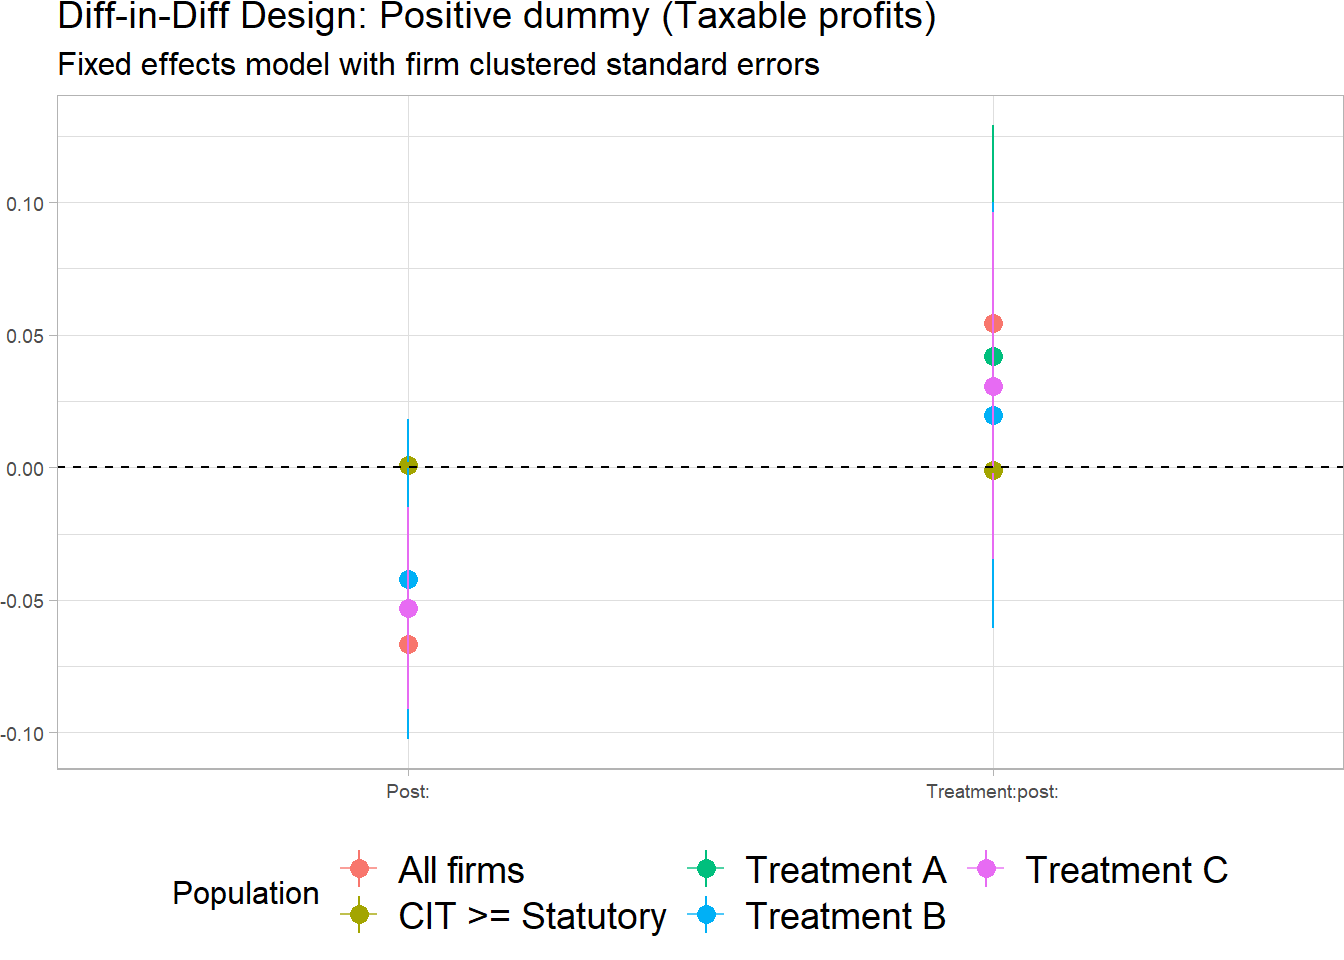 Diff-in-Diff Design: Positive dummy (Taxable profits)
Fixed effects model with firm clustered standard errors
0.10
0.05
0.00
-0.05
-0.10
Post:
Treatment:post:
Population
All firms
CIT >= Statutory
Treatment A
Treatment B
Treatment C